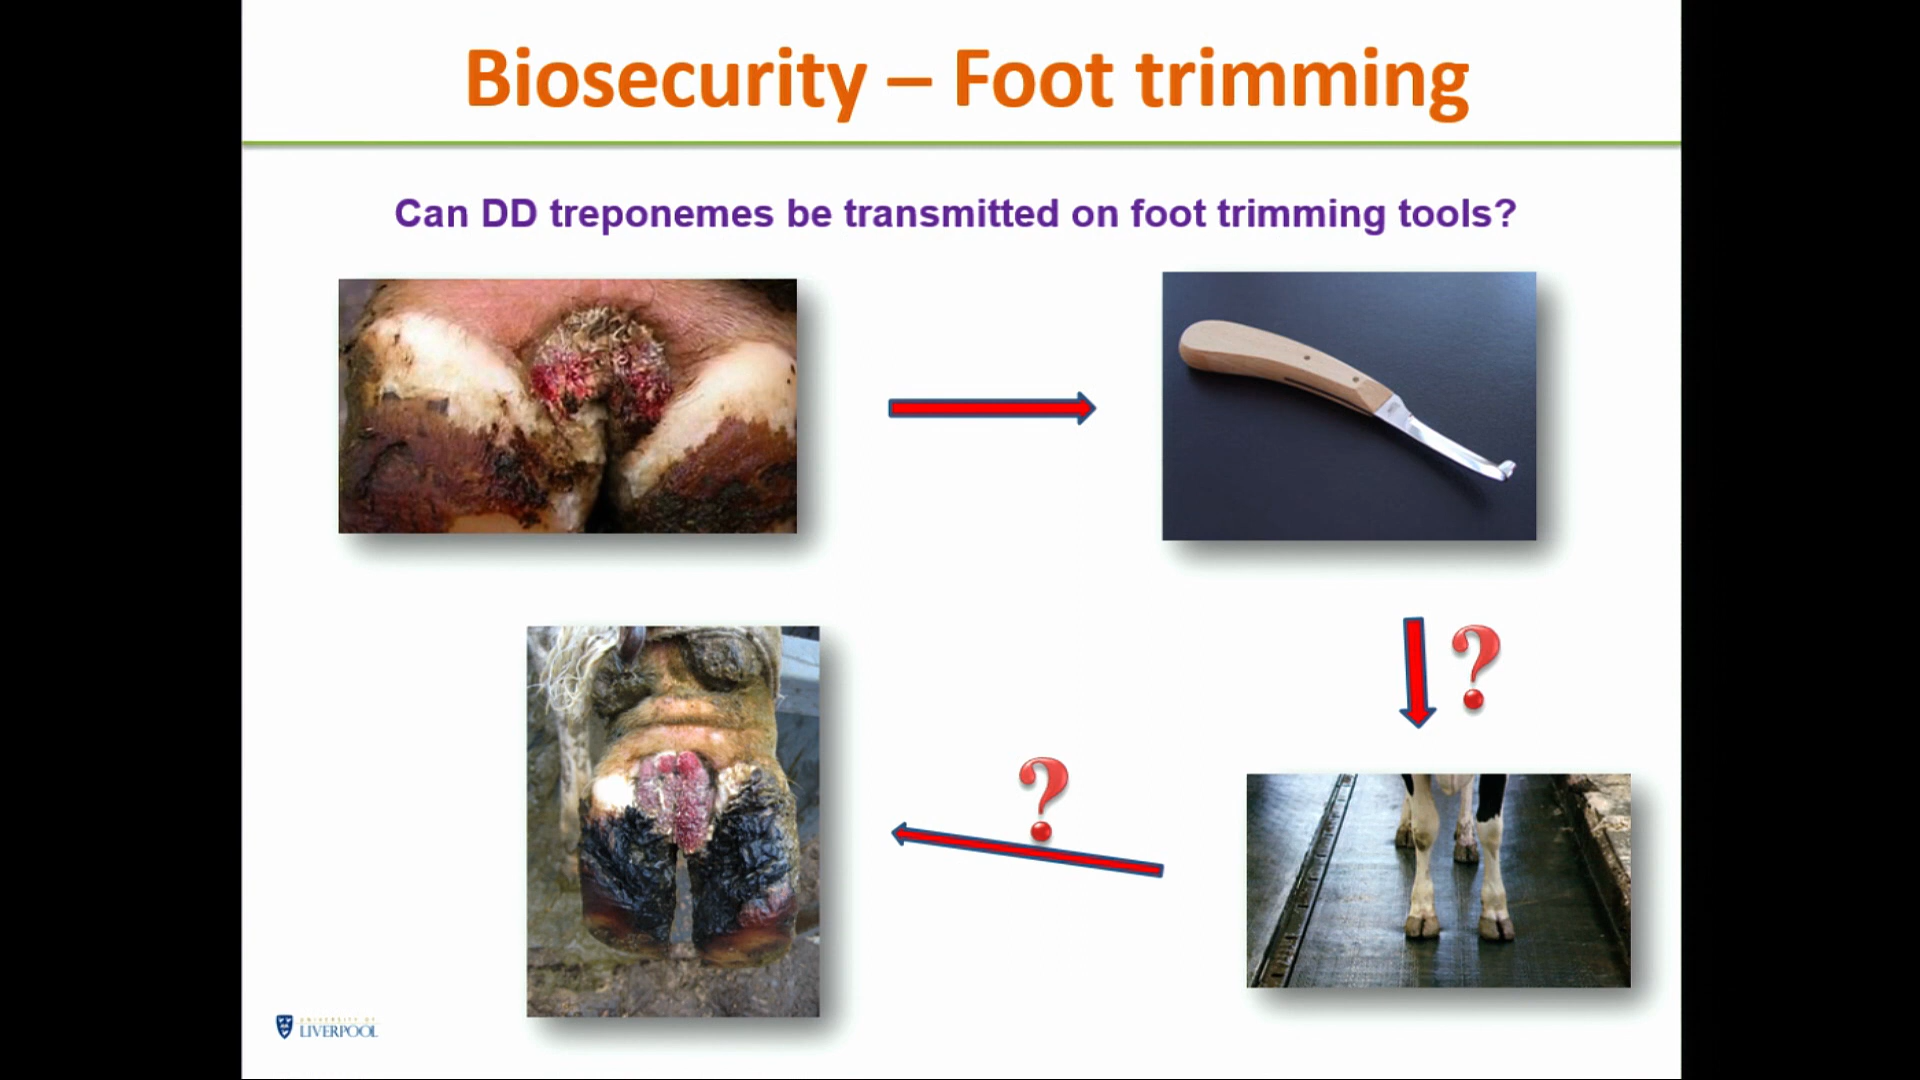 Biosecurity – Foot trimming
Can DD treponemes be transmitted on foot trimming tools?
?
?
UNIVERSITY OF
LIVERPOOL